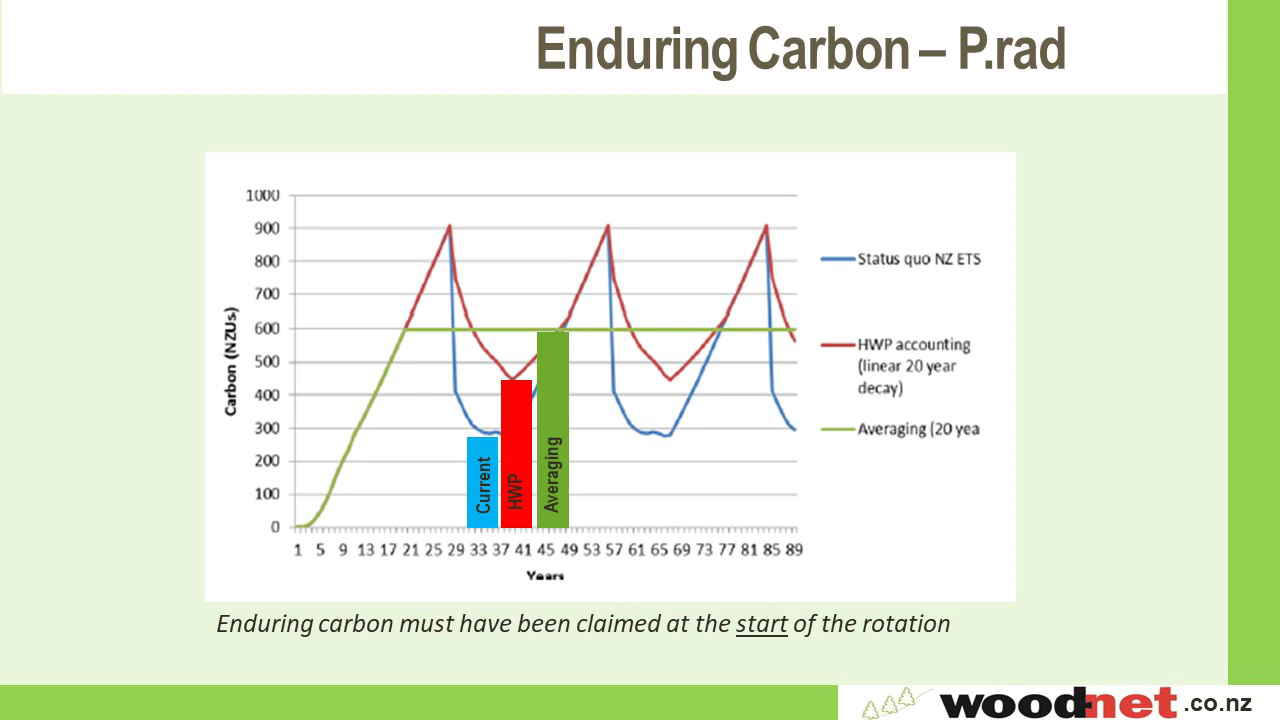 Enduring Carbon – P.rad
1000
900
800
700
600
500
400
300
200
100
0
Carbon (NZUs)
Current
HWP
Averaging
1 5 9 13 17 21 25 29 33 37 41 45 49 53 57 61 65 69 73 77 81 85 89
Years
Status quo NZ ETS
HWP accounting
(linear 20 year
decay)
Averaging (20 yea
Enduring carbon must have been claimed at the start of the rotation
woodnet.co.nz